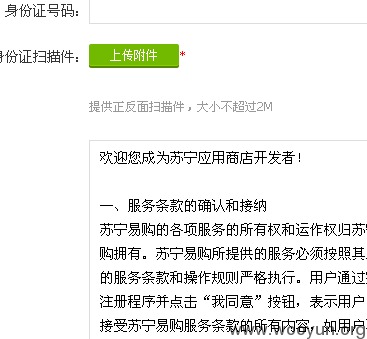 身份证号码：
身份证扫描件： 上传附件 *
提供正反面扫描件，大小不超过2M
欢迎您成为苏宁应用商店开发者！
一、服务条款的确认和接纳
苏宁易购的各项服务的所有权和运作权归苏宁
购拥有。苏宁易购所提供的服务必须按照其
的服务条款和操作规则严格执行。用户通过
注册程序并点击“我同意”按钮，表示用户
接受苏宁易购服务条款的所有内容，如用户
www.wooyun.org